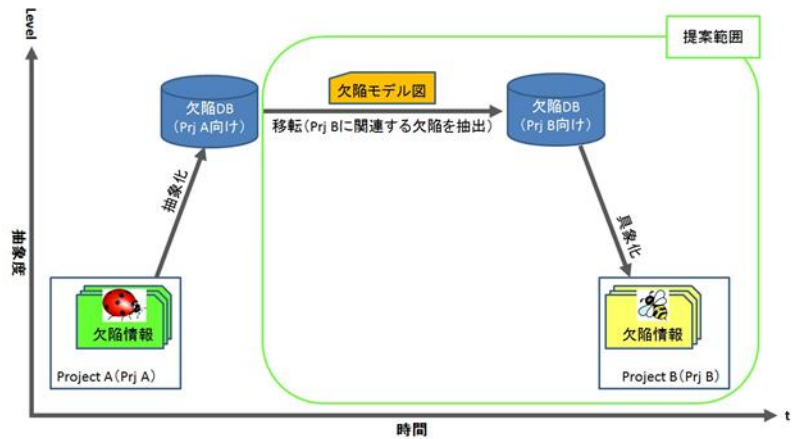 Level
提案範囲
欠陥DB
(Prj A向け)
欠陥モデル図
移転(Prj Bに関連する欠陥を抽出)
欠陥DB
(Prj B向け)
抽象化
具象化
抽象度
欠陥情報
Project A(Prj A)
欠陥情報
Project B(Prj B)
t
時間